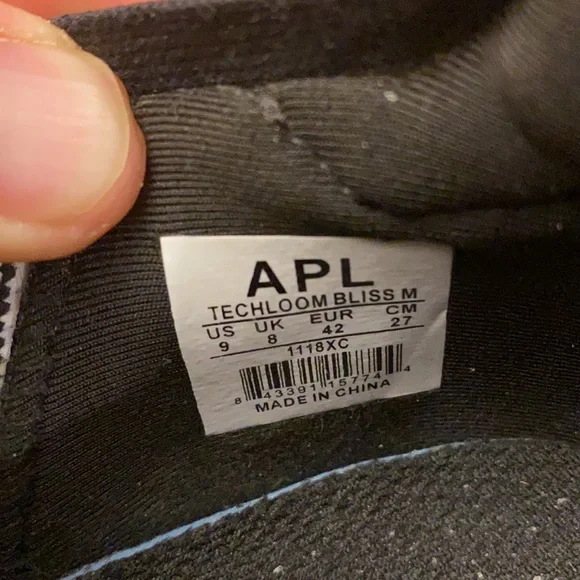 APL
TECHLOOM BLISS M
US UK EUR CM
9 8 42 27
1118XC
8 43391 15774 4
MADE IN CHINA